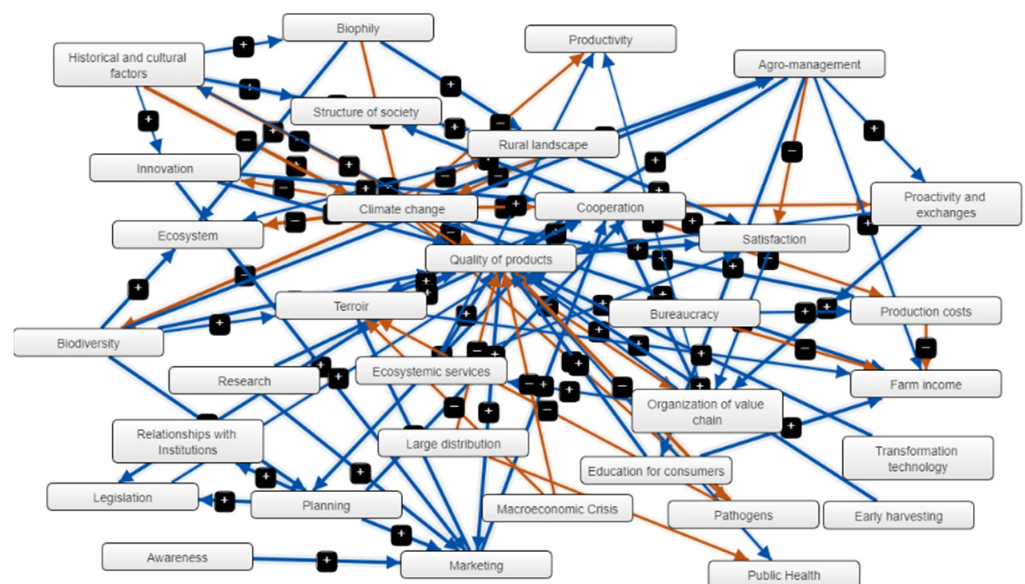 Biophily
Productivity
Historical and cultural
factors
Agro-management
Structure of society
Rural landscape
Innovation
Proactivity and
exchanges
Climate change
Cooperation
Ecosystem
Satisfaction
Quality of products
Terroir
Bureaucracy
Production costs
Biodiversity
Research
Ecosystemic services
Farm income
Organization of value
chain
Relationships with
Institutions
Large distribution
Transformation
technology
Education for consumers
Legislation
Planning
Macroeconomic Crisis
Pathogens
Early harvesting
Awareness
Marketing
Public Health